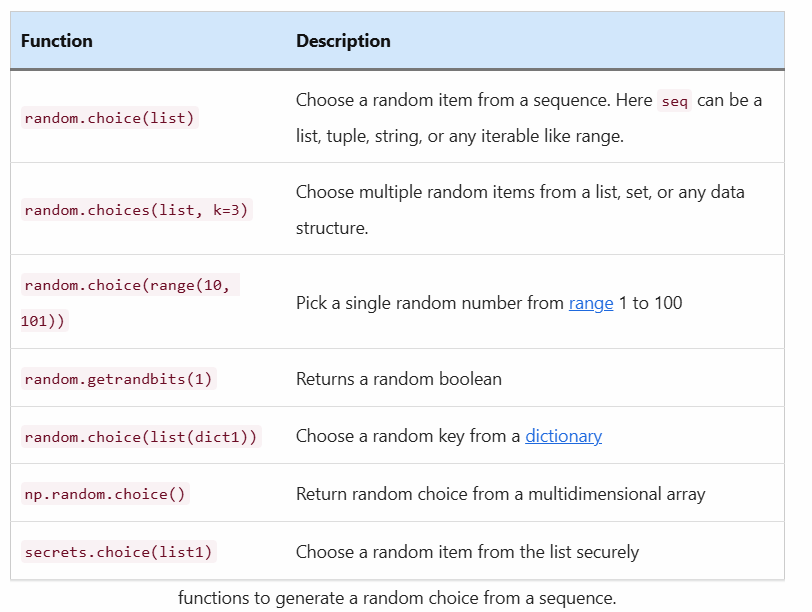 Function Description
random.choice(list)
Choose a random item from a sequence. Here seq can be a
list, tuple, string, or any iterable like range.
random.choices(list, k=3)
Choose multiple random items from a list, set, or any data
structure.
random.choice(range(10,
101))
Pick a single random number from range 1 to 100
random.getrandbits(1) Returns a random boolean
random.choice(list(dict1)) Choose a random key from a dictionary
np.random.choice() Return random choice from a multidimensional array
secrets.choice(list1) Choose a random item from the list securely
functions to generate a random choice from a sequence.